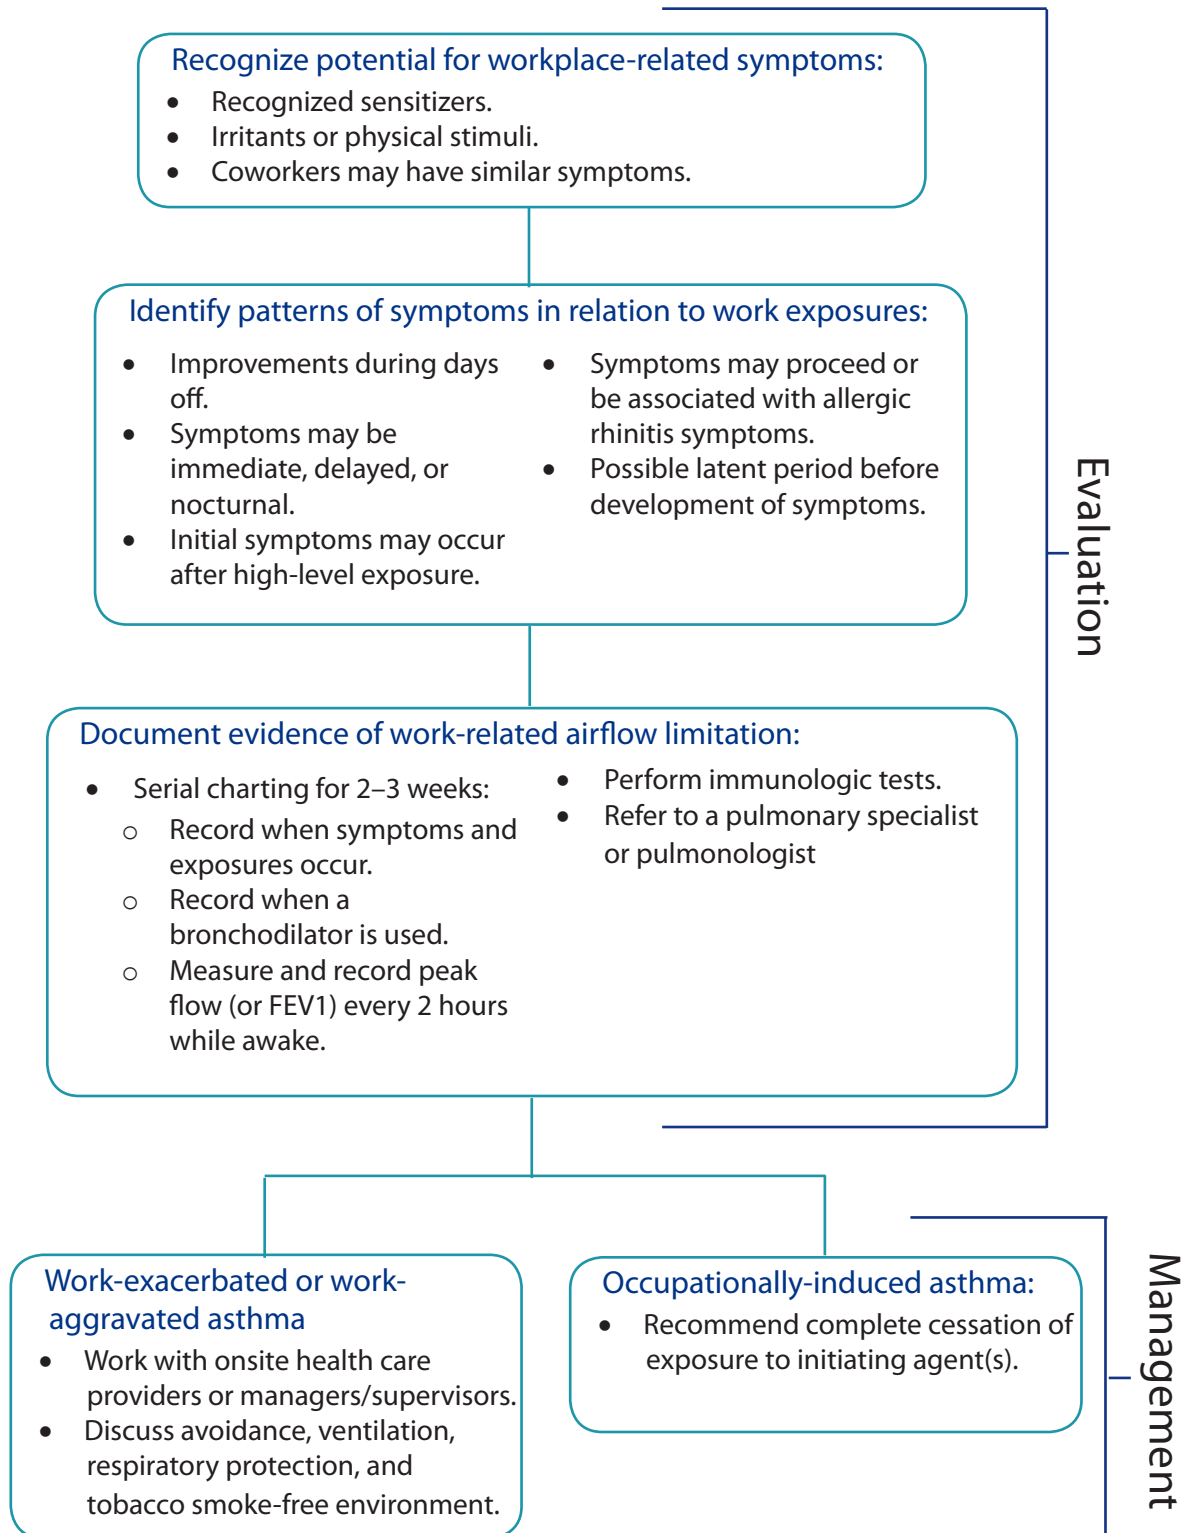 Recognize potential for workplace-related symptoms:
• Recognized sensitizers.
• Irritants or physical stimuli.
• Coworkers may have similar symptoms.
Identify patterns of symptoms in relation to work exposures:
• Improvements during days
off.
• Symptoms may be
immediate, delayed, or
nocturnal.
• Initial symptoms may occur
after high-level exposure.
• Symptoms may proceed or
be associated with allergic
rhinitis symptoms.
• Possible latent period before
development of symptoms.
Document evidence of work-related airflow limitation:
• Serial charting for 2–3 weeks:
○ Record when symptoms and
exposures occur.
○ Record when a
bronchodilator is used.
○ Measure and record peak
flow (or FEV1) every 2 hours
while awake.
• Perform immunologic tests.
• Refer to a pulmonary specialist
or pulmonologist
Evaluation
Work-exacerbated or work-
aggravated asthma
• Work with onsite health care
providers or managers/supervisors.
• Discuss avoidance, ventilation,
respiratory protection, and
tobacco smoke-free environment.
Occupationally-induced asthma:
• Recommend complete cessation of
exposure to initiating agent(s).
Management